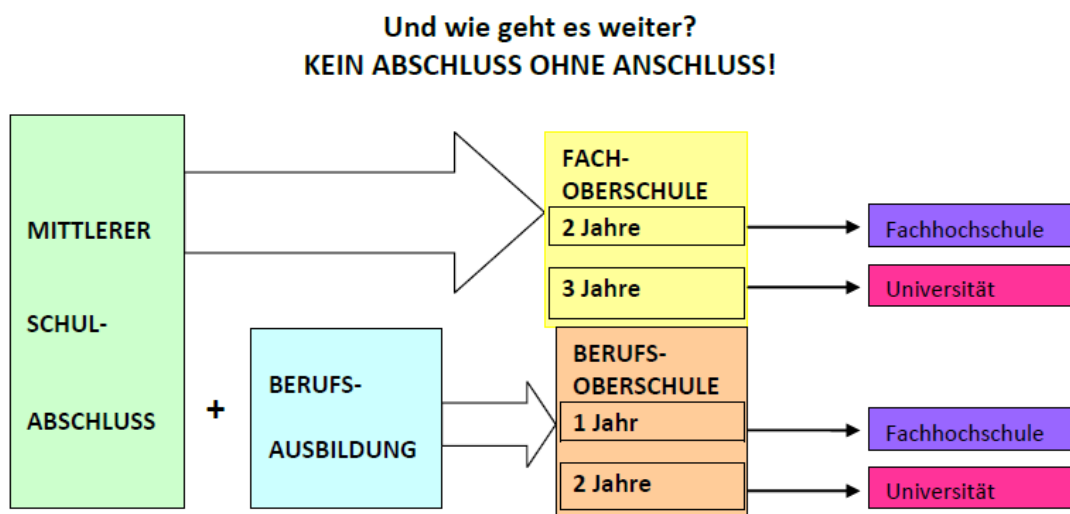 Und wie geht es weiter?
KEIN ABSCHLUSS OHNE ANSCHLUSS!
MITTLERER
SCHUL-
ABSCHLUSS
+
BERUFS-
AUSBILDUNG
FACH-
OBERSCHULE
2 Jahre
3 Jahre
BERUFS-
OBERSCHULE
1 Jahr
2 Jahre
Fachhochschule
Universität
Fachhochschule
Universität